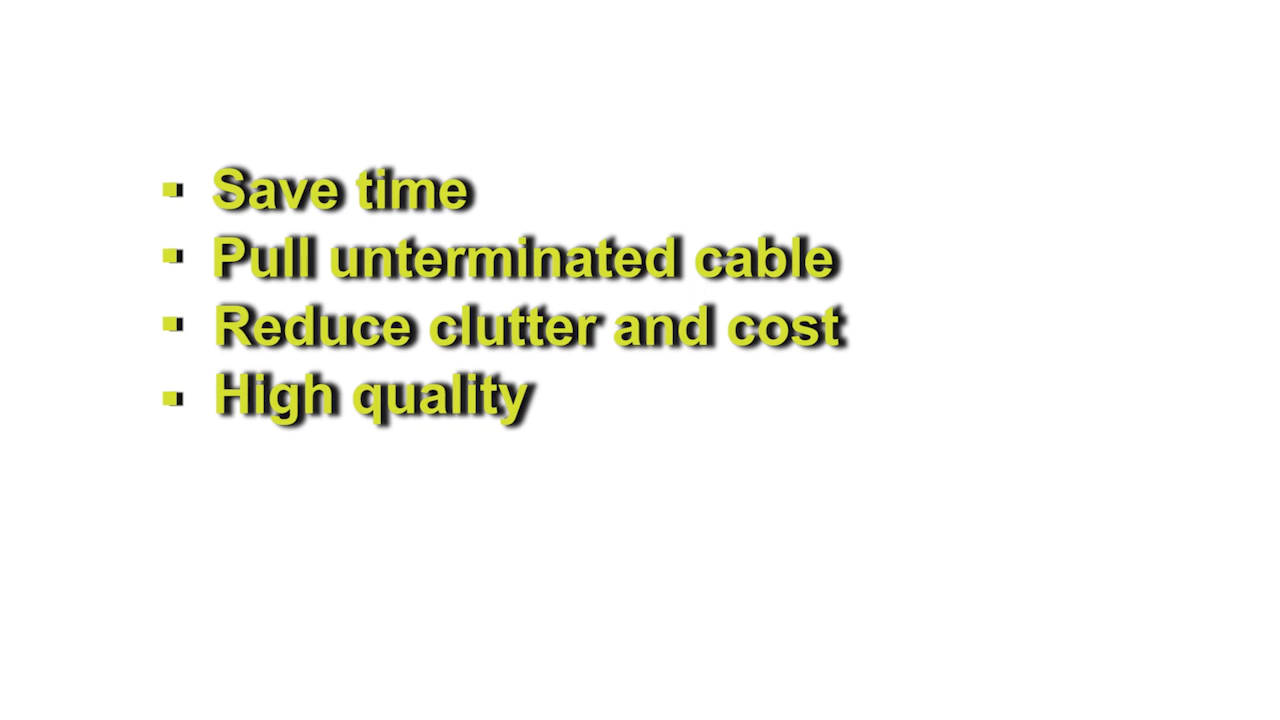 ▪ Save time
▪ Pull unterminated cable
▪ Reduce clutter and cost
▪ High quality